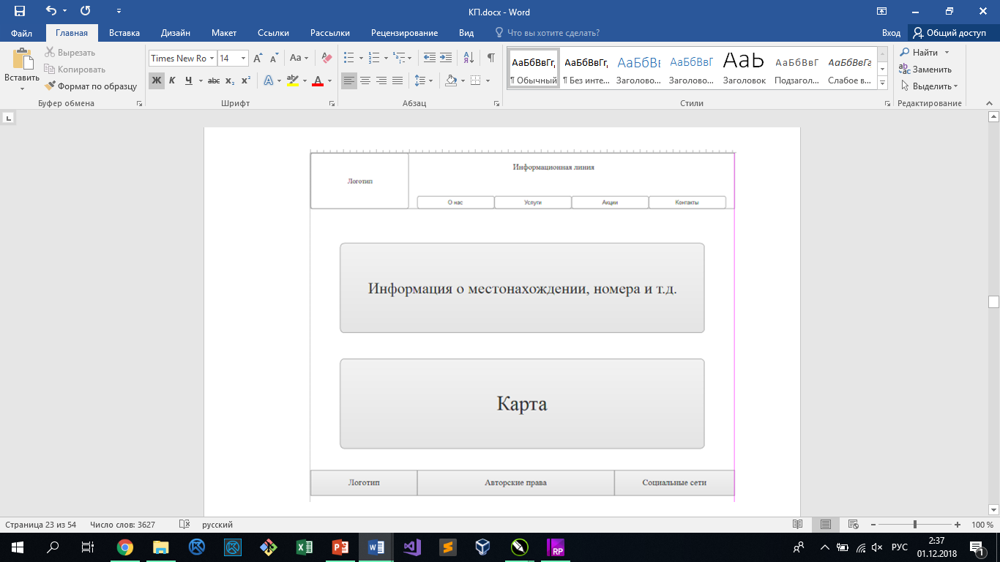 КП.docx - Word
Файл Главная Вставка Дизайн Макет Ссылки Рассылки Рецензирование Вид Что вы хотите сделать? Вход Общий доступ
Вставить
Вырезать
Копировать
Формат по образцу
Буфер обмена
Times New Ro 14 Aa
Ж К Ч abc x₂ x² A ab A
Шрифт
Абзац
АаБбВвГг, АаБбВвГг, АаБбВв АаБбВвГ АаЬ АаБбВвГ АаБбВвГг
¶ Обычный ¶ Без инте... Заголово... Заголово... Заголовок Подзагол... Слабое в...
Стили
Найти
Заменить
Выделить
Редактирование
Логотип
Информационная линия
О нас Услуги Акции Контакты
Информация о местонахождении, номера и т.д.
Карта
Логотип Авторские права Социальные сети
Страница 23 из 54 Число слов: 3627 русский 100 %
РУС
2:37
01.12.2018
1